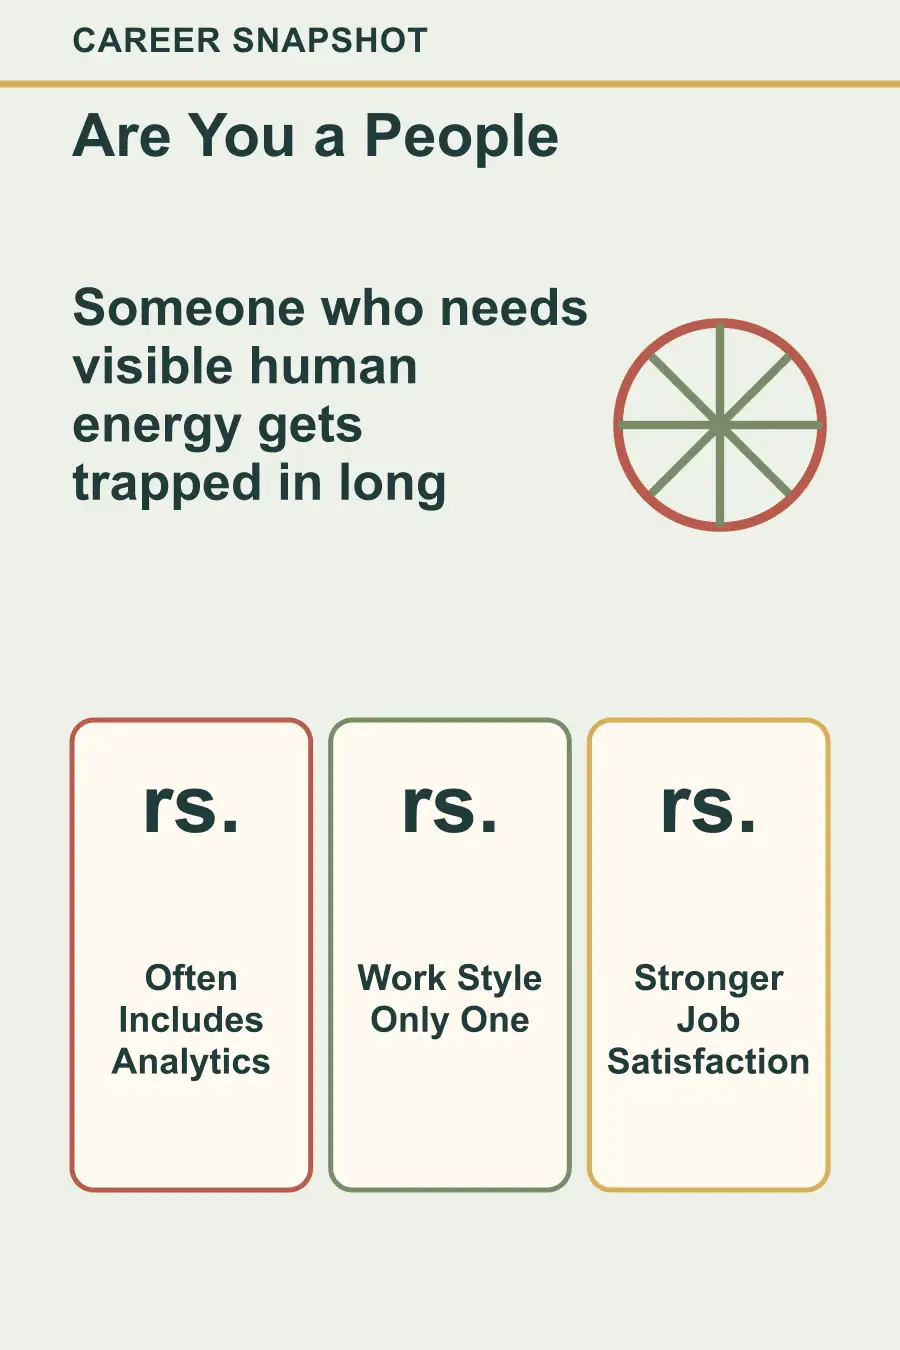 CAREER SNAPSHOT
Are You a People
Someone who needs
visible human
energy gets
trapped in long
rs.
Often
Includes
Analytics
rs.
Work Style
Only One
rs.
Stronger
Job
Satisfaction